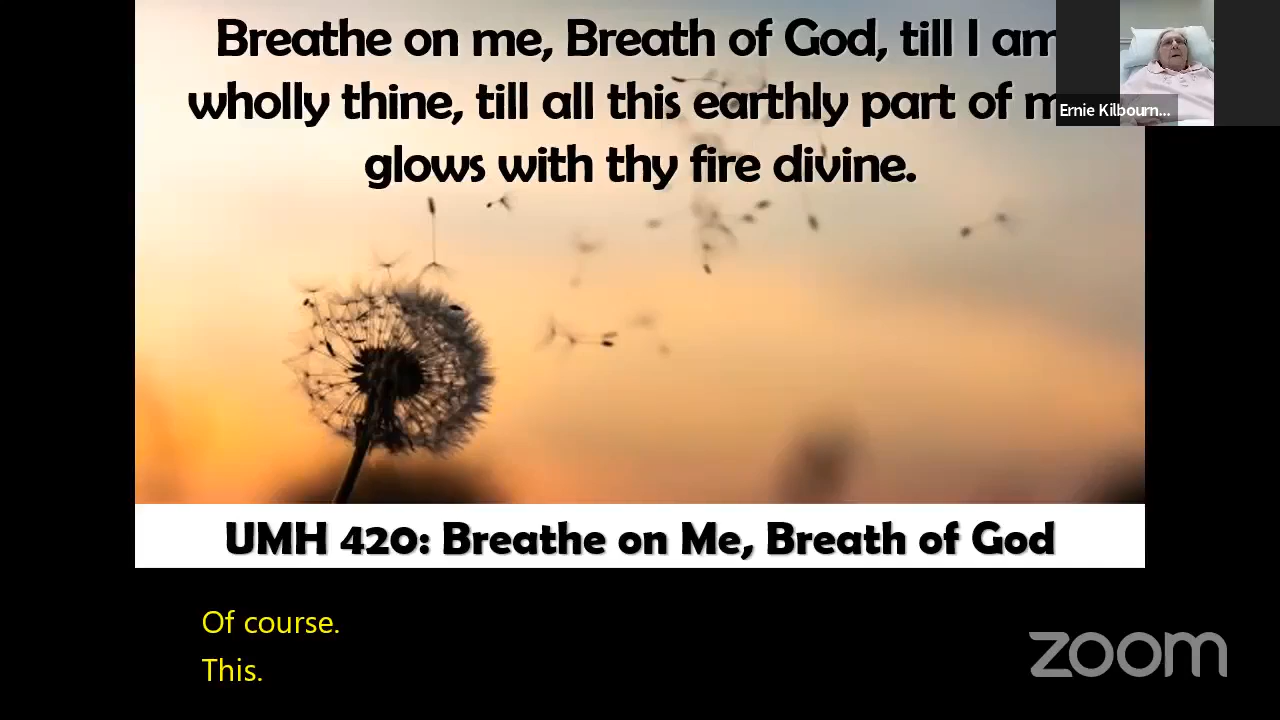 Breathe on me, Breath of God, till I am
wholly thine, till all this earthly part of
glows with thy fire divine.
Ernie Kilbourn...
UMH 420: Breathe on Me, Breath of God
Of course.
This.
zoom